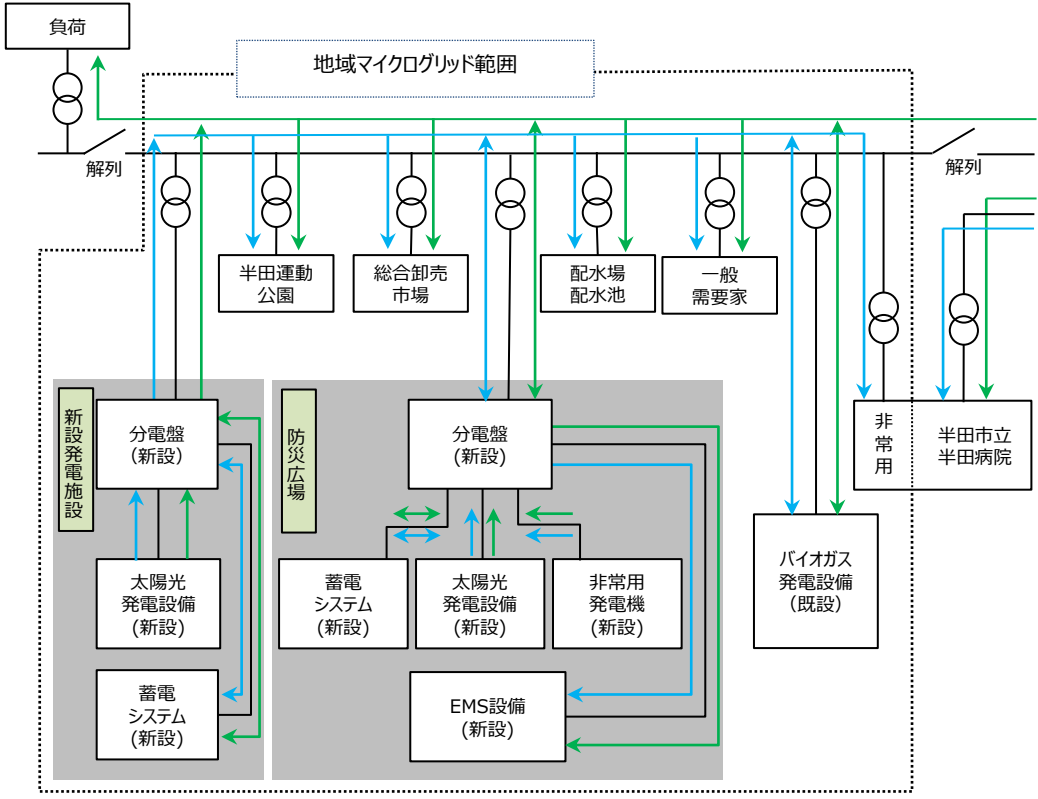 負荷
地域マイクログリッド範囲
解列
解列
半田運動
公園
総合卸売
市場
配水場
配水池
一般
需要家
新設発電施設
分電盤
(新設)
防災広場
分電盤
(新設)
非常用
半田市立
半田病院
太陽光
発電設備
(新設)
蓄電
システム
(新設)
太陽光
発電設備
(新設)
非常用
発電機
(新設)
バイオガス
発電設備
(既設)
蓄電
システム
(新設)
EMS設備
(新設)